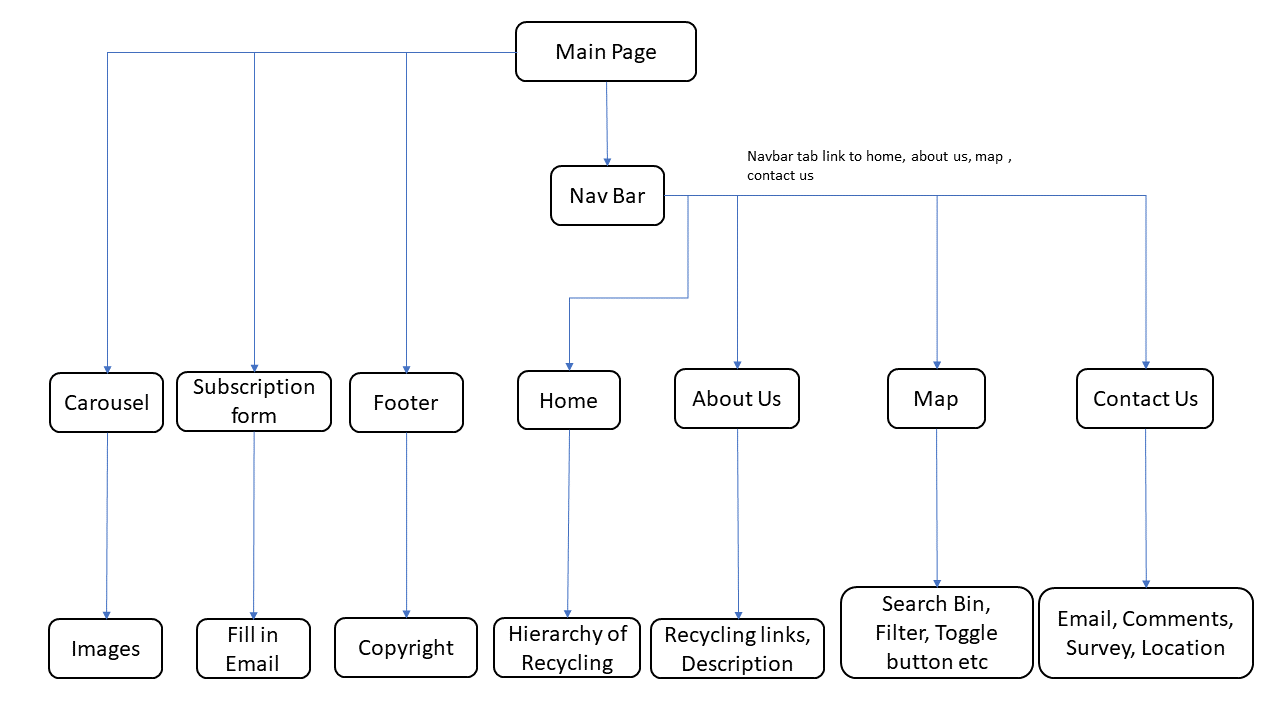 Main Page
Navbar tab link to home, about us, map ,
contact us
Nav Bar
Carousel
Subscription
form
Footer
Home
About Us
Map
Contact Us
Images
Fill in
Email
Copyright
Hierarchy of
Recycling
Recycling links,
Description
Search Bin,
Filter, Toggle
button etc
Email, Comments,
Survey, Location